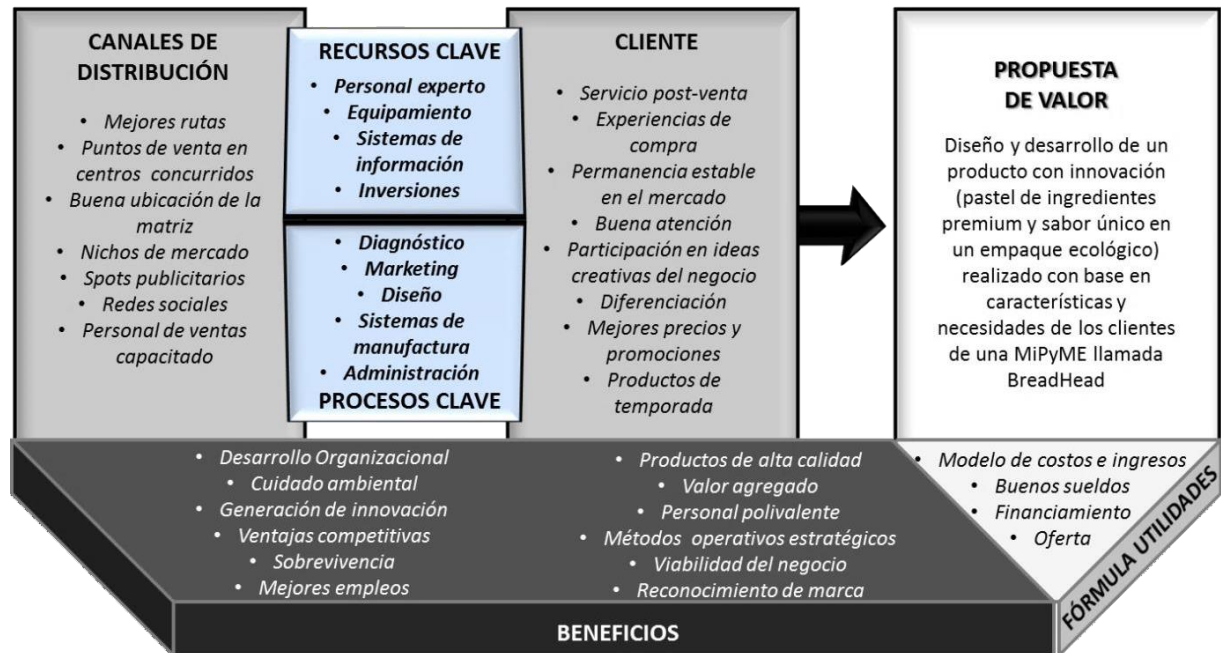 CANALES DE
DISTRIBUCIÓN
• Mejores rutas
• Puntos de venta en
centros concurridos
• Buena ubicación de la
matriz
• Nichos de mercado
• Spots publicitarios
• Redes sociales
• Personal de ventas
capacitado
RECURSOS CLAVE
• Personal experto
• Equipamiento
• Sistemas de
información
• Inversiones
• Diagnóstico
• Marketing
• Diseño
• Sistemas de
manufactura
• Administración
PROCESOS CLAVE
CLIENTE
• Servicio post-venta
• Experiencias de
compra
• Permanencia estable
en el mercado
• Buena atención
• Participación en ideas
creativas del negocio
• Diferenciación
• Mejores precios y
promociones
• Productos de
temporada
PROPUESTA
DE VALOR
Diseño y desarrollo de un
producto con innovación
(pastel de ingredientes
premium y sabor único en
un empaque ecológico)
realizado con base en
características y
necesidades de los clientes
de una MiPyME llamada
BreadHead
• Desarrollo Organizacional
• Cuidado ambiental
• Generación de innovación
• Ventajas competitivas
• Sobrevivencia
• Mejores empleos
• Productos de alta calidad
• Valor agregado
• Personal polivalente
• Métodos operativos estratégicos
• Viabilidad del negocio
• Reconocimiento de marca
• Modelo de costos e ingresos
• Buenos sueldos
• Financiamiento
• Oferta
FÓRMULA UTILIDADES
BENEFICIOS